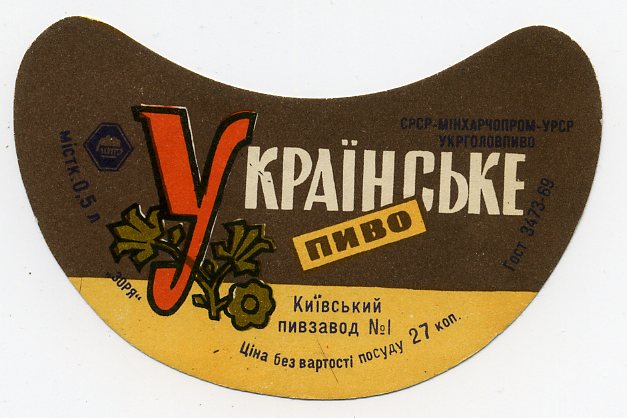 СРСР-МІНХАРЧОПРОМ-УРСР
УКРГОЛОВПИВО
УКРАЇНСЬКЕ
ПИВО
МІСТК. 0,5 л
Гост 3473-69
„ЗОРЯ“
Київський
пивзавод №1
Ціна без вартості посуду 27 коп.